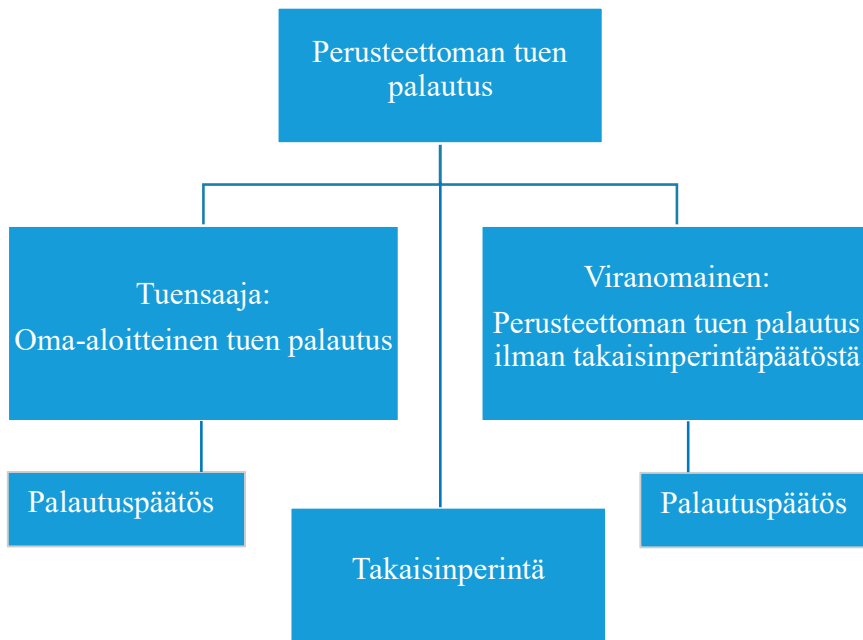 Perusteettoman tuen
palautus
Tuensaaja:
Oma-aloitteinen tuen palautus
Viranomainen:
Perusteettoman tuen palautus
ilman takaisinperintäpäätöstä
Palautuspäätös
Takaisinperintä
Palautuspäätös